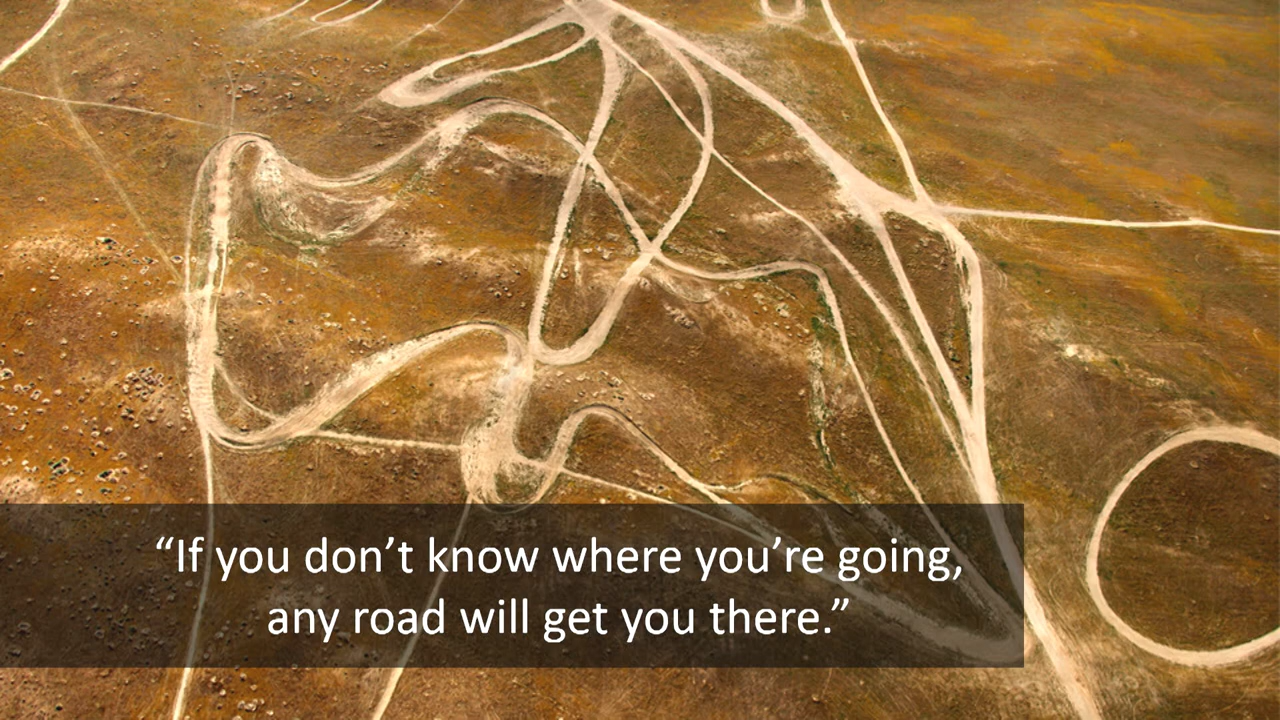 “If you don’t know where you’re going,
any road will get you there.”